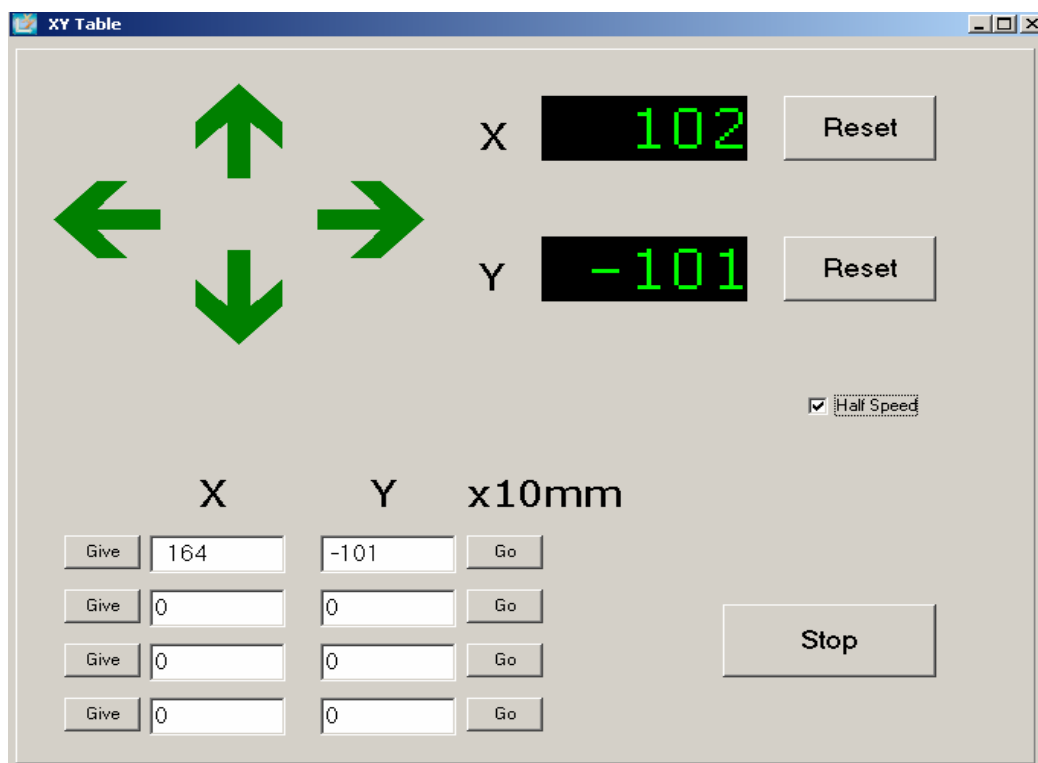 XY Table
X 102 Reset
Y -101 Reset
Half Speed
X Y x10mm
Give 164 -101 Go
Give 0 0 Go
Give 0 0 Go
Give 0 0 Go
Stop